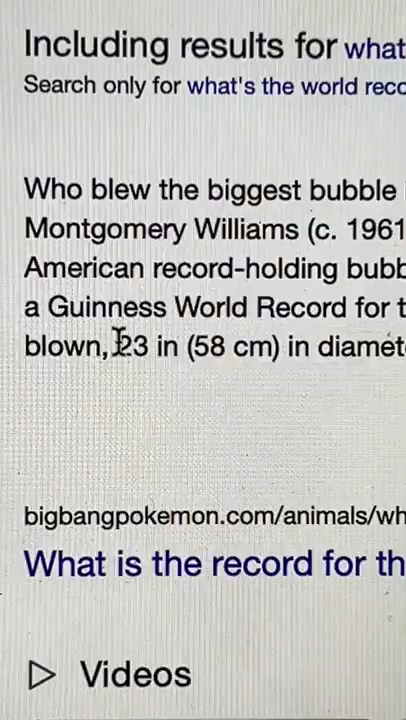 Including results for what
Search only for what's the world reco
Who blew the biggest bubble
Montgomery Williams (c. 1961
American record-holding bubb
a Guinness World Record for t
blown, 23 in (58 cm) in diamet
bigbangpokemon.com/animals/wh
What is the record for th
Videos